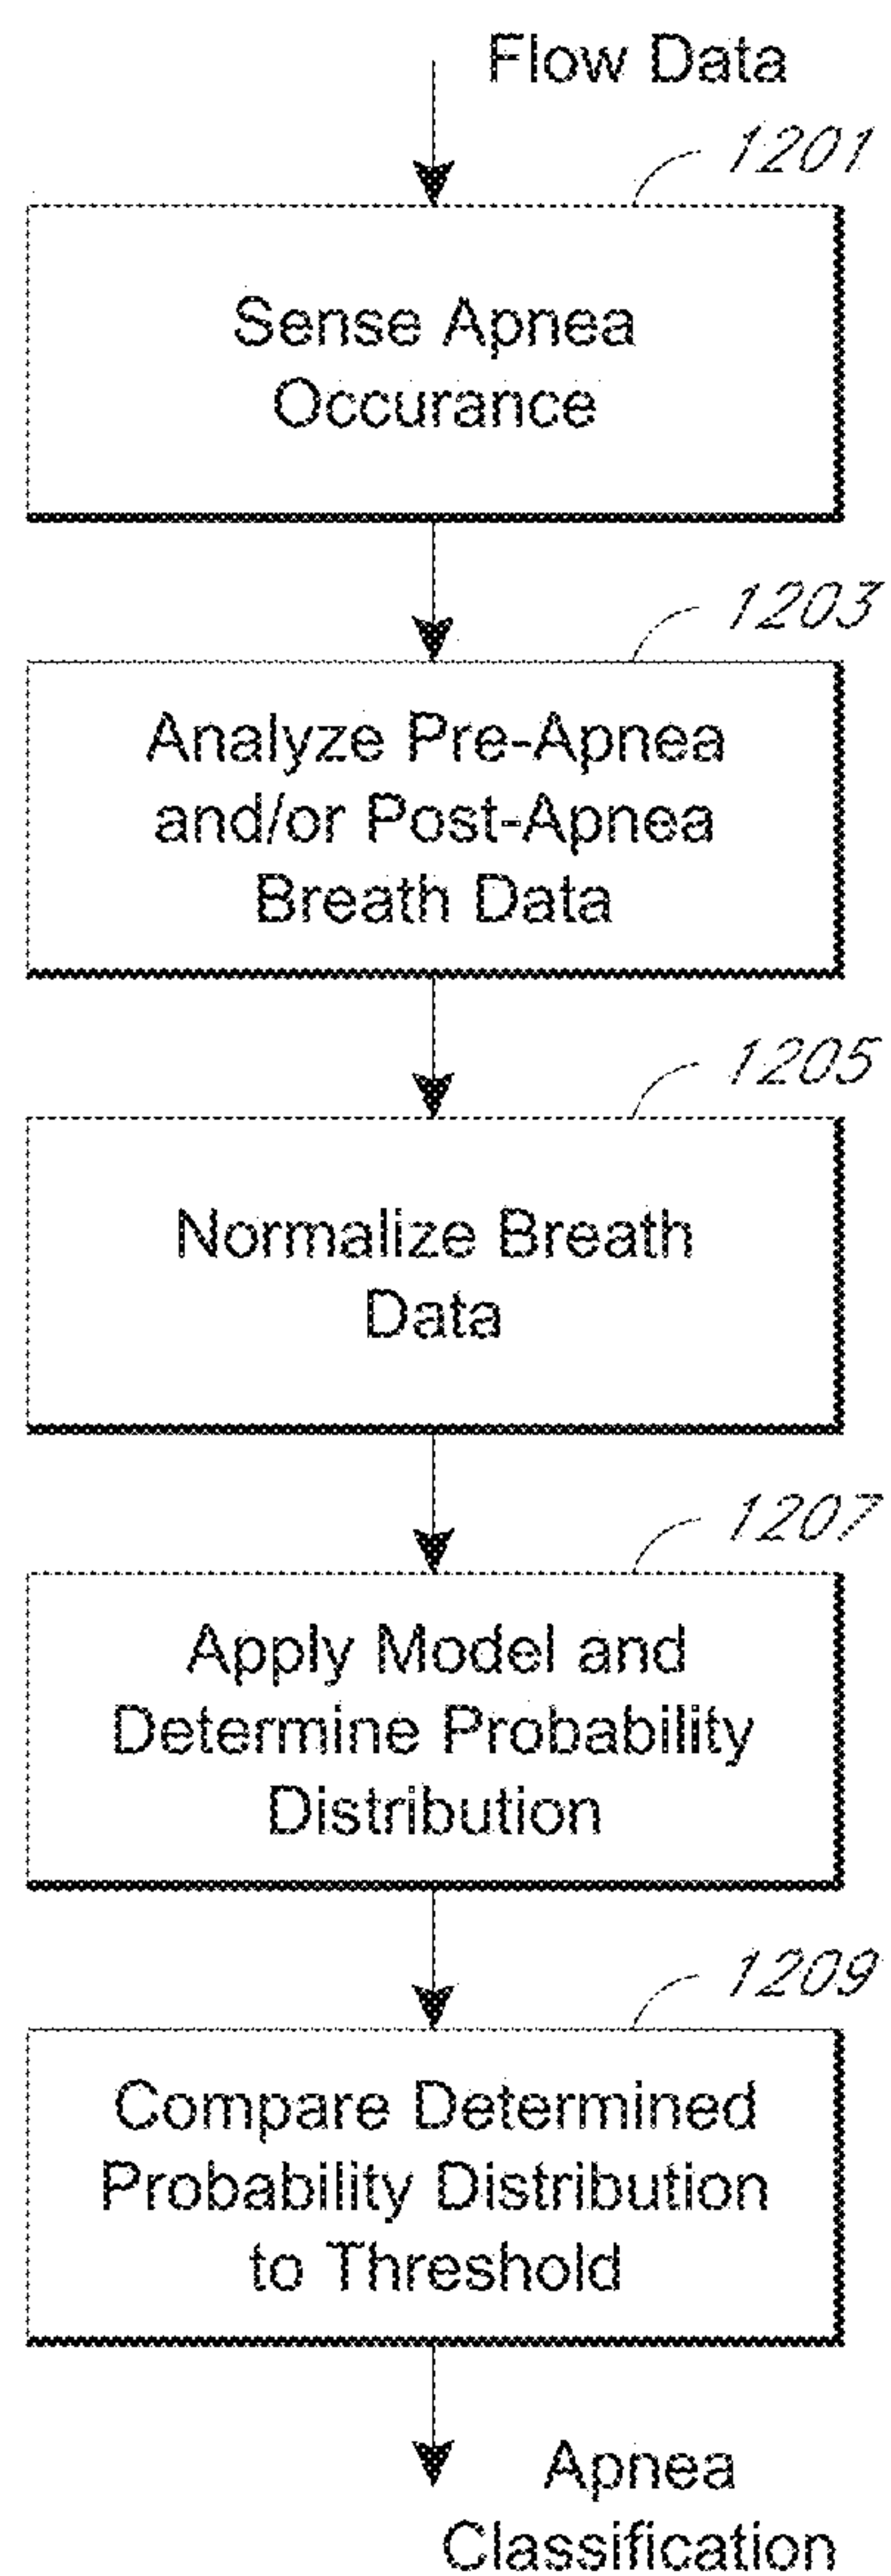 Flow Data
1201
Sense Apnea
Occurance
1203
Analyze Pre-Apnea
and/or Post-Apnea
Breath Data
1205
Normalize Breath
Data
1207
Apply Model and
Determine Probability
Distribution
1209
Compare Determined
Probability Distribution
to Threshold
Apnea
Classification